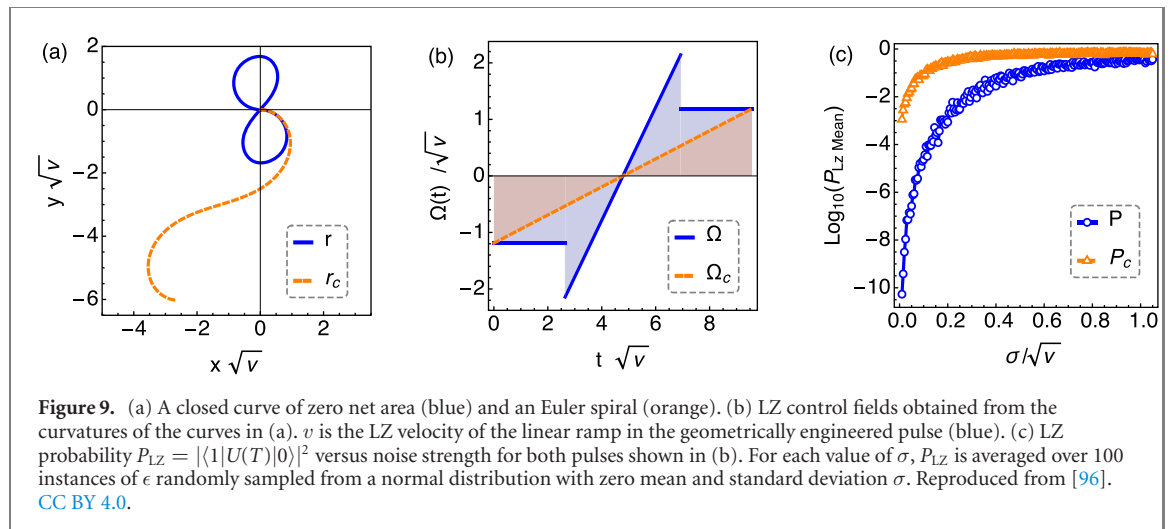 (a)
2
0
−2
−4
−6
y √v
−4
−2
0
2
x √v
r
r_c
(b)
2
1
0
−1
−2
Ω(t) /√v
0
2
4
6
8
t √v
Ω
Ω_c
(c)
0
−2
−4
−6
−8
−10
Log₁₀(P_Lz Mean)
0.0
0.2
0.4
0.6
0.8
1.0
σ/√v
P
P_c
Figure 9. (a) A closed curve of zero net area (blue) and an Euler spiral (orange). (b) LZ control fields obtained from the
curvatures of the curves in (a). v is the LZ velocity of the linear ramp in the geometrically engineered pulse (blue). (c) LZ
probability P_LZ = |⟨1|U(T)|0⟩|² versus noise strength for both pulses shown in (b). For each value of σ, P_LZ is averaged over 100
instances of ϵ randomly sampled from a normal distribution with zero mean and standard deviation σ. Reproduced from [96].
CC BY 4.0.